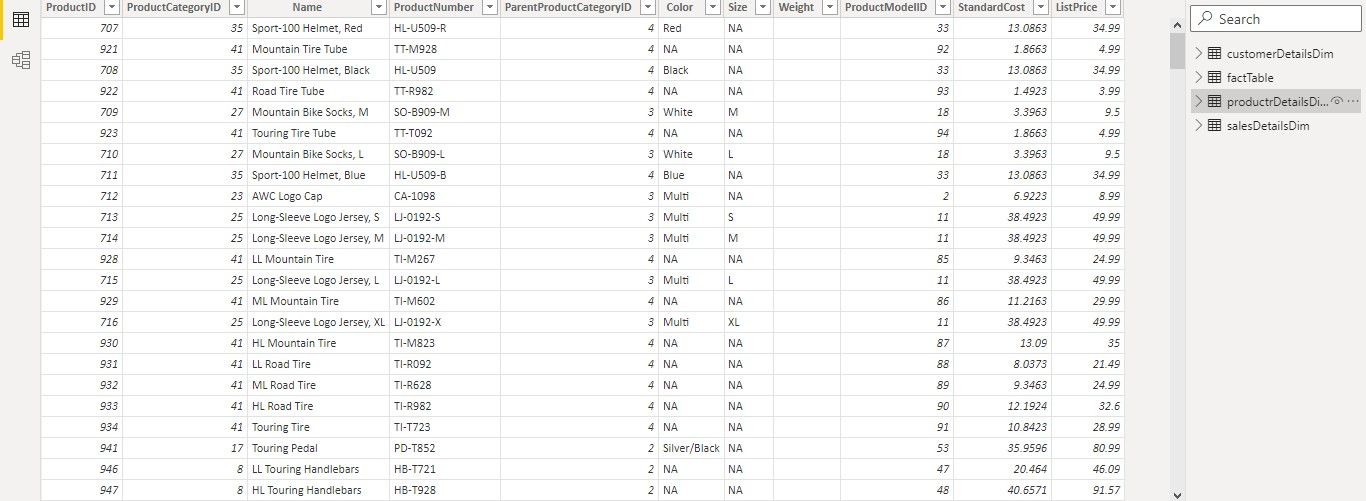 ProductID ProductCategoryID Name ProductNumber ParentProductCategoryID Color Size Weight ProductModelID StandardCost ListPrice
707 35 Sport-100 Helmet, Red HL-U509-R 4 Red NA 33 13.0863 34.99
921 41 Mountain Tire Tube TT-M928 4 NA NA 92 1.8663 4.99
708 35 Sport-100 Helmet, Black HL-U509 4 Black NA 33 13.0863 34.99
922 41 Road Tire Tube TT-R982 4 NA NA 93 1.4923 3.99
709 27 Mountain Bike Socks, M SO-B909-M 3 White M 18 3.3963 9.5
923 41 Touring Tire Tube TT-T092 4 NA NA 94 1.8663 4.99
710 27 Mountain Bike Socks, L SO-B909-L 3 White L 18 3.3963 9.5
711 35 Sport-100 Helmet, Blue HL-U509-B 4 Blue NA 33 13.0863 34.99
712 23 AWC Logo Cap CA-1098 3 Multi NA 2 6.9223 8.99
713 25 Long-Sleeve Logo Jersey, S LJ-0192-S 3 Multi S 11 38.4923 49.99
714 25 Long-Sleeve Logo Jersey, M LJ-0192-M 3 Multi M 11 38.4923 49.99
928 41 LL Mountain Tire TI-M267 4 NA NA 85 9.3463 24.99
715 25 Long-Sleeve Logo Jersey, L LJ-0192-L 3 Multi L 11 38.4923 49.99
929 41 ML Mountain Tire TI-M602 4 NA NA 86 11.2163 29.99
716 25 Long-Sleeve Logo Jersey, XL LJ-0192-X 3 Multi XL 11 38.4923 49.99
930 41 HL Mountain Tire TI-M823 4 NA NA 87 13.09 35
931 41 LL Road Tire TI-R092 4 NA NA 88 8.0373 21.49
932 41 ML Road Tire TI-R628 4 NA NA 89 9.3463 24.99
933 41 HL Road Tire TI-R982 4 NA NA 90 12.1924 32.6
934 41 Touring Tire TI-T723 4 NA NA 91 10.8423 28.99
941 17 Touring Pedal PD-T852 2 Silver/Black NA 53 35.9596 80.99
946 8 LL Touring Handlebars HB-T721 2 NA NA 47 20.464 46.09
947 8 HL Touring Handlebars HB-T928 2 NA NA 48 40.6571 91.57
Search
customerDetailsDim
factTable
productrDetailsDi...
salesDetailsDim